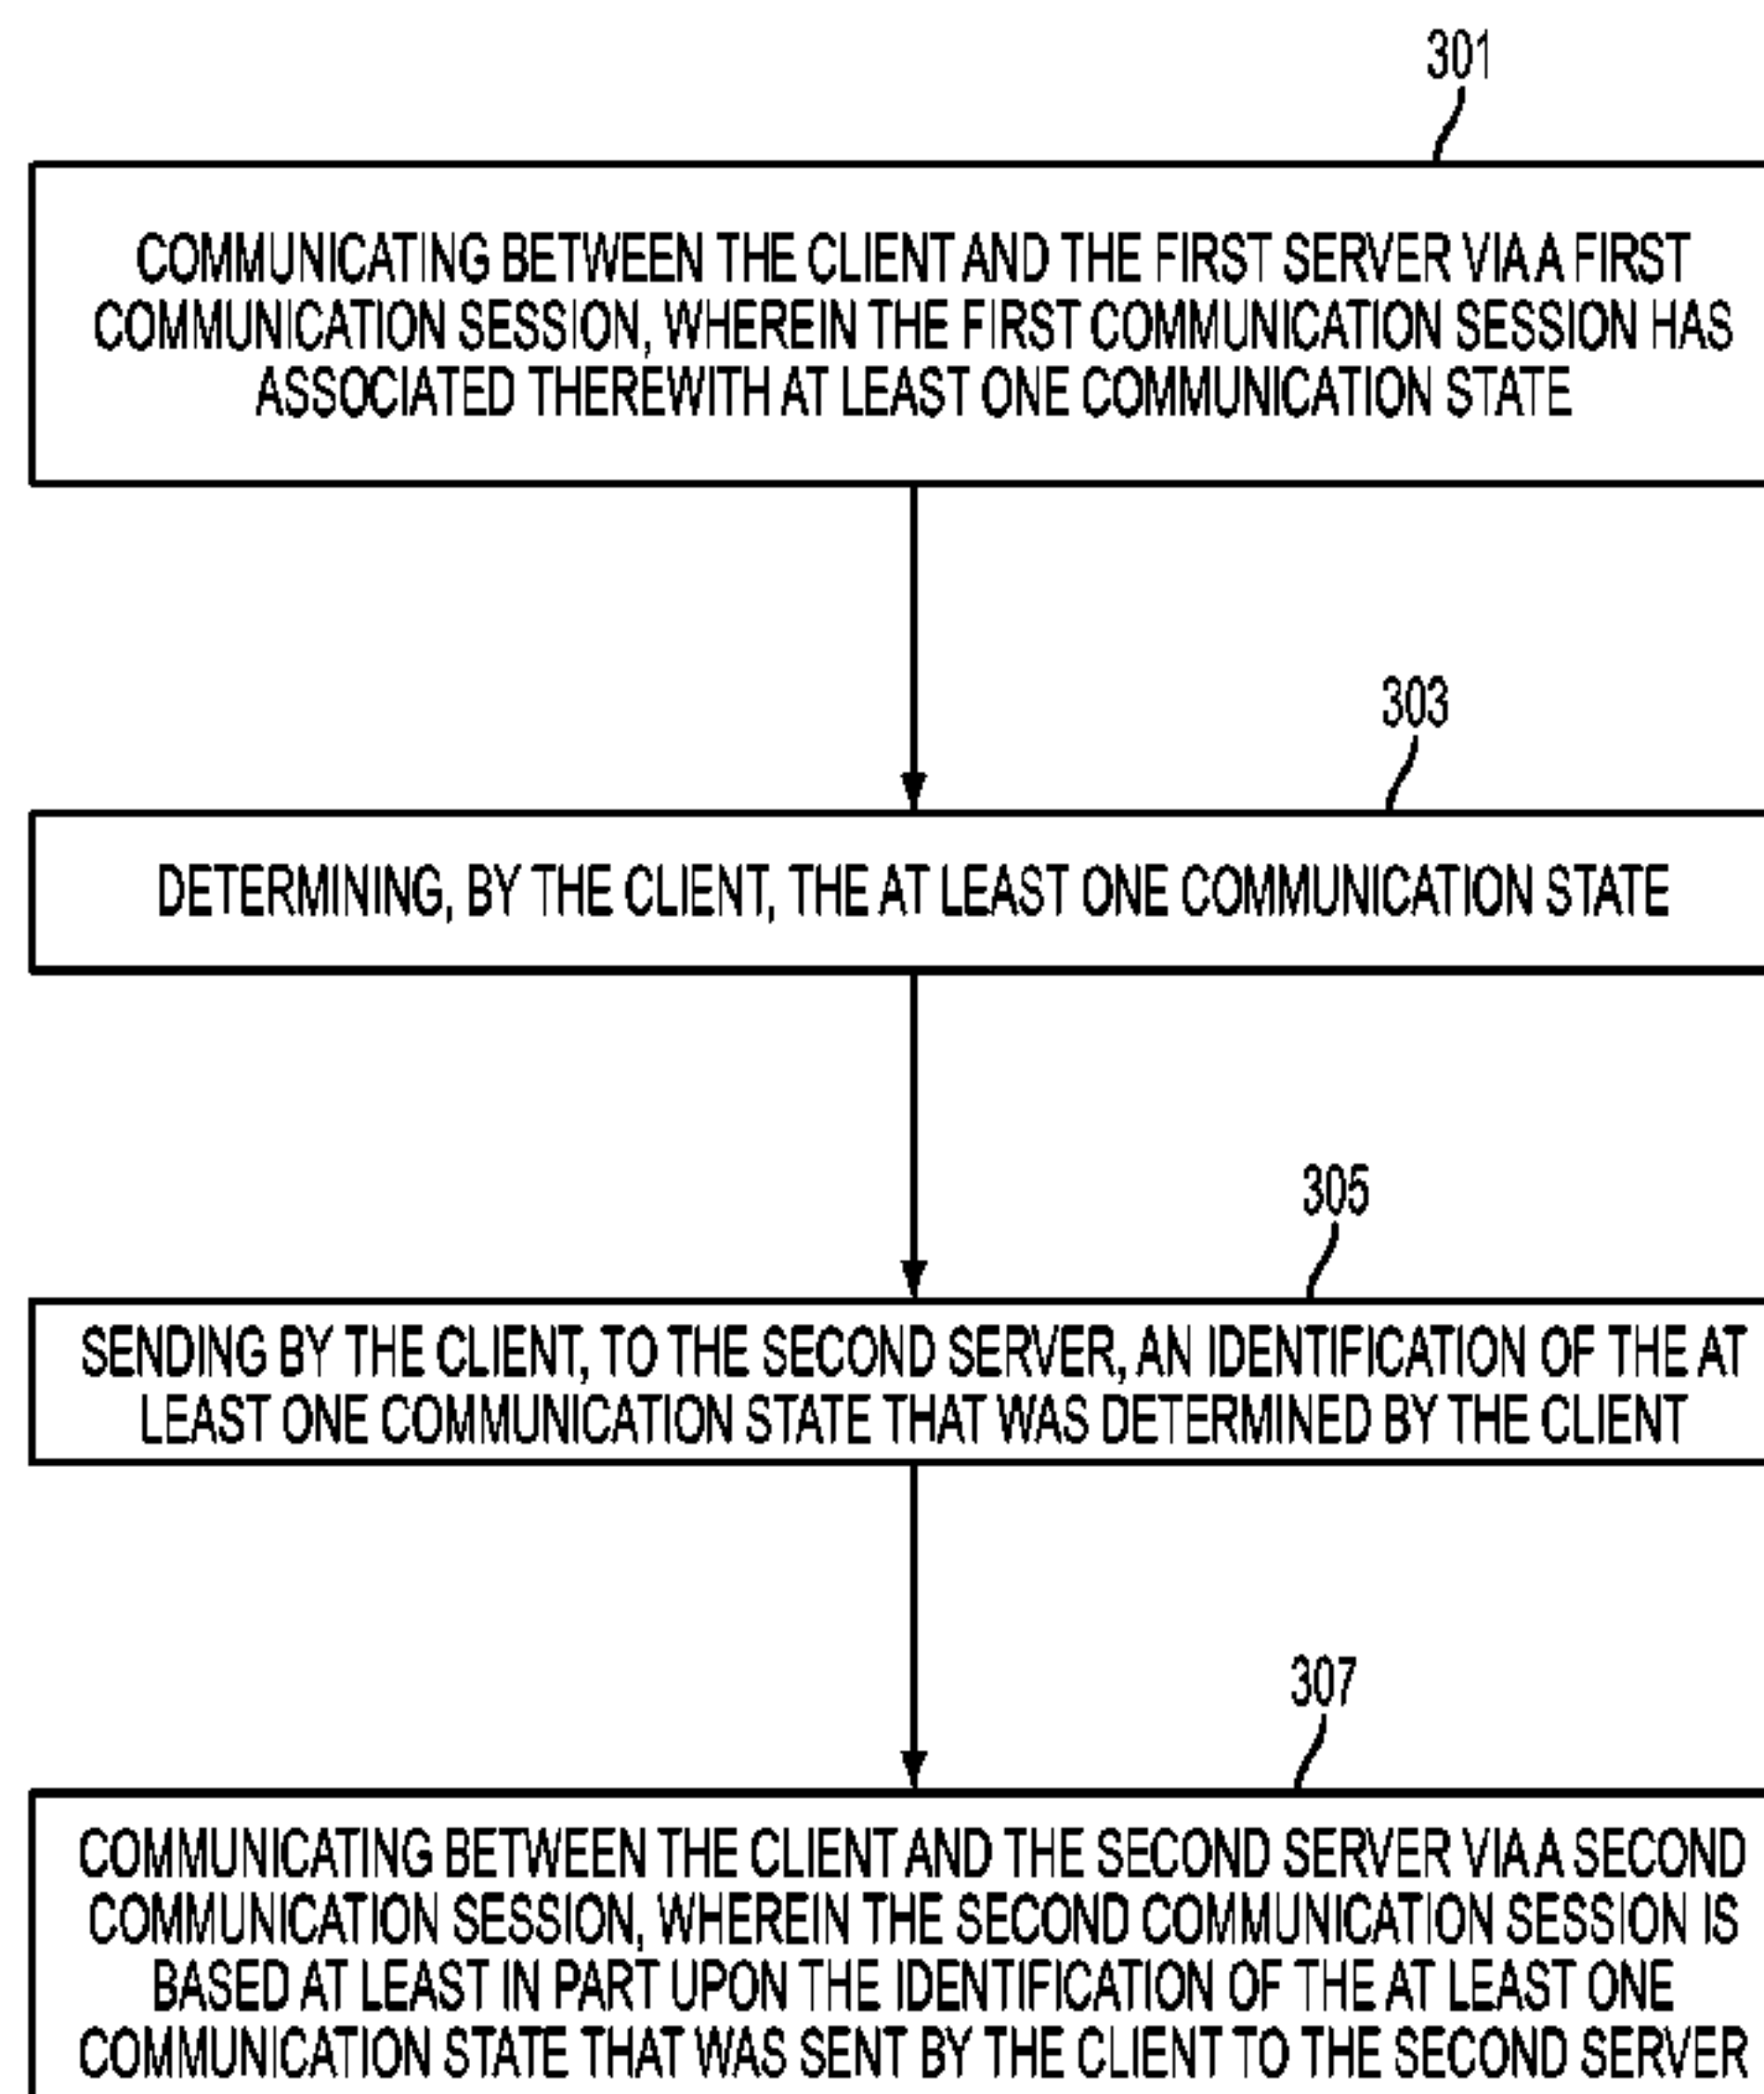 301
COMMUNICATING BETWEEN THE CLIENT AND THE FIRST SERVER VIA A FIRST
COMMUNICATION SESSION, WHEREIN THE FIRST COMMUNICATION SESSION HAS
ASSOCIATED THEREWITH AT LEAST ONE COMMUNICATION STATE
303
DETERMINING, BY THE CLIENT, THE AT LEAST ONE COMMUNICATION STATE
305
SENDING BY THE CLIENT, TO THE SECOND SERVER, AN IDENTIFICATION OF THE AT
LEAST ONE COMMUNICATION STATE THAT WAS DETERMINED BY THE CLIENT
307
COMMUNICATING BETWEEN THE CLIENT AND THE SECOND SERVER VIA A SECOND
COMMUNICATION SESSION, WHEREIN THE SECOND COMMUNICATION SESSION IS
BASED AT LEAST IN PART UPON THE IDENTIFICATION OF THE AT LEAST ONE
COMMUNICATION STATE THAT WAS SENT BY THE CLIENT TO THE SECOND SERVER